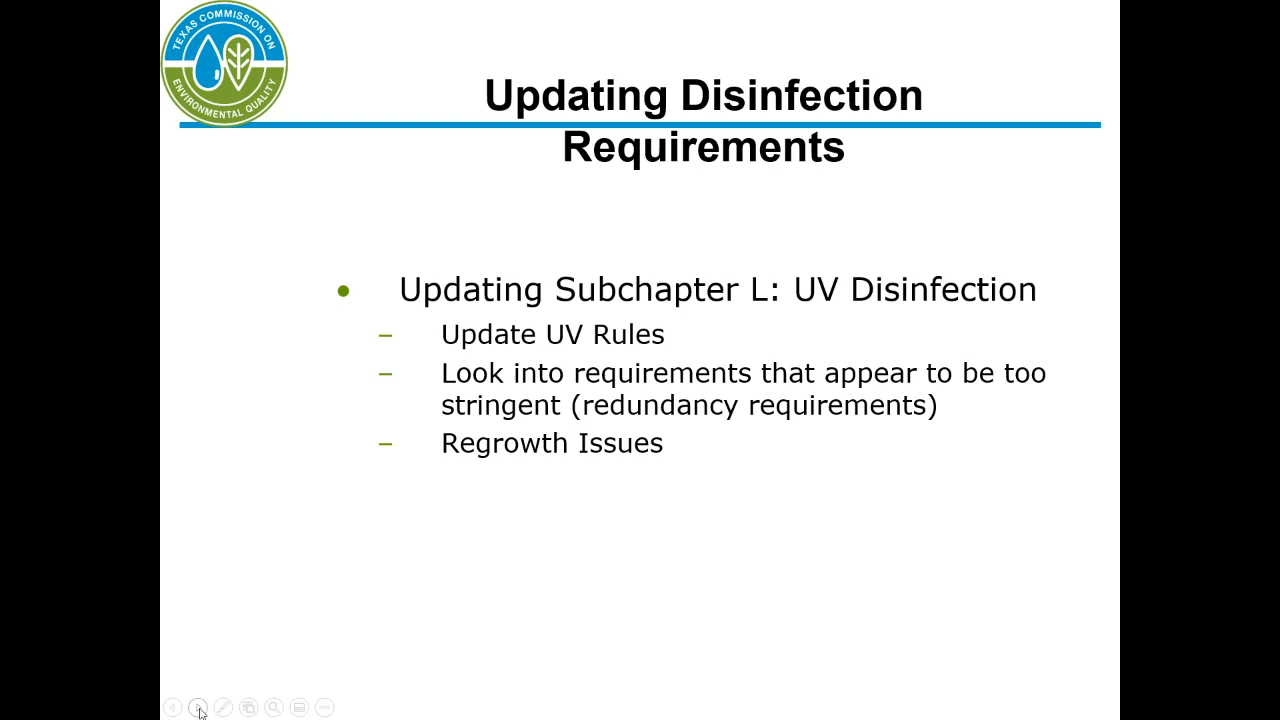 TEXAS COMMISSION ON
ENVIRONMENTAL QUALITY
Updating Disinfection
Requirements
• Updating Subchapter L: UV Disinfection
– Update UV Rules
– Look into requirements that appear to be too
stringent (redundancy requirements)
– Regrowth Issues